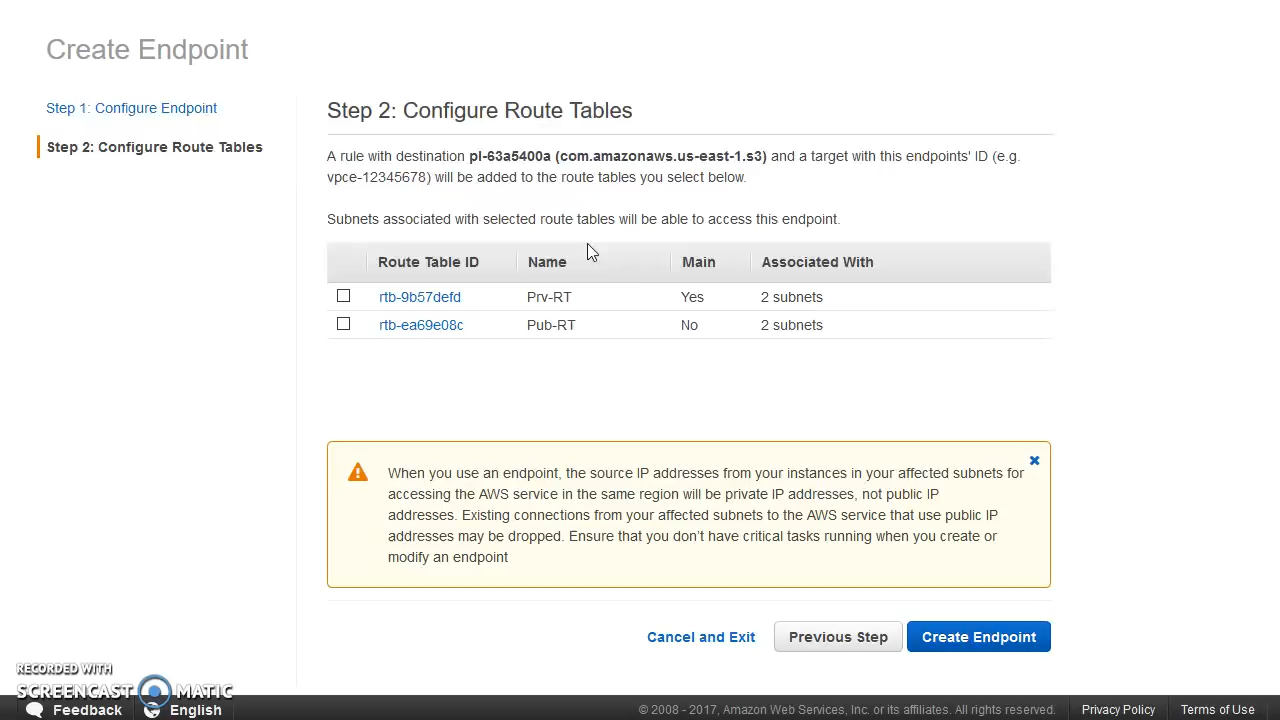 Create Endpoint
Step 1: Configure Endpoint
Step 2: Configure Route Tables
Step 2: Configure Route Tables
A rule with destination pl-63a5400a (com.amazonaws.us-east-1.s3) and a target with this endpoints' ID (e.g.
vpce-12345678) will be added to the route tables you select below.
Subnets associated with selected route tables will be able to access this endpoint.
Route Table ID Name Main Associated With
rtb-9b57defd Prv-RT Yes 2 subnets
rtb-ea69e08c Pub-RT No 2 subnets
When you use an endpoint, the source IP addresses from your instances in your affected subnets for
accessing the AWS service in the same region will be private IP addresses, not public IP
addresses. Existing connections from your affected subnets to the AWS service that use public IP
addresses may be dropped. Ensure that you don't have critical tasks running when you create or
modify an endpoint
Cancel and Exit Previous Step Create Endpoint
RECORDED WITH
SCREENCAST MATIC
Feedback English © 2008 - 2017, Amazon Web Services, Inc. or its affiliates. All rights reserved. Privacy Policy Terms of Use